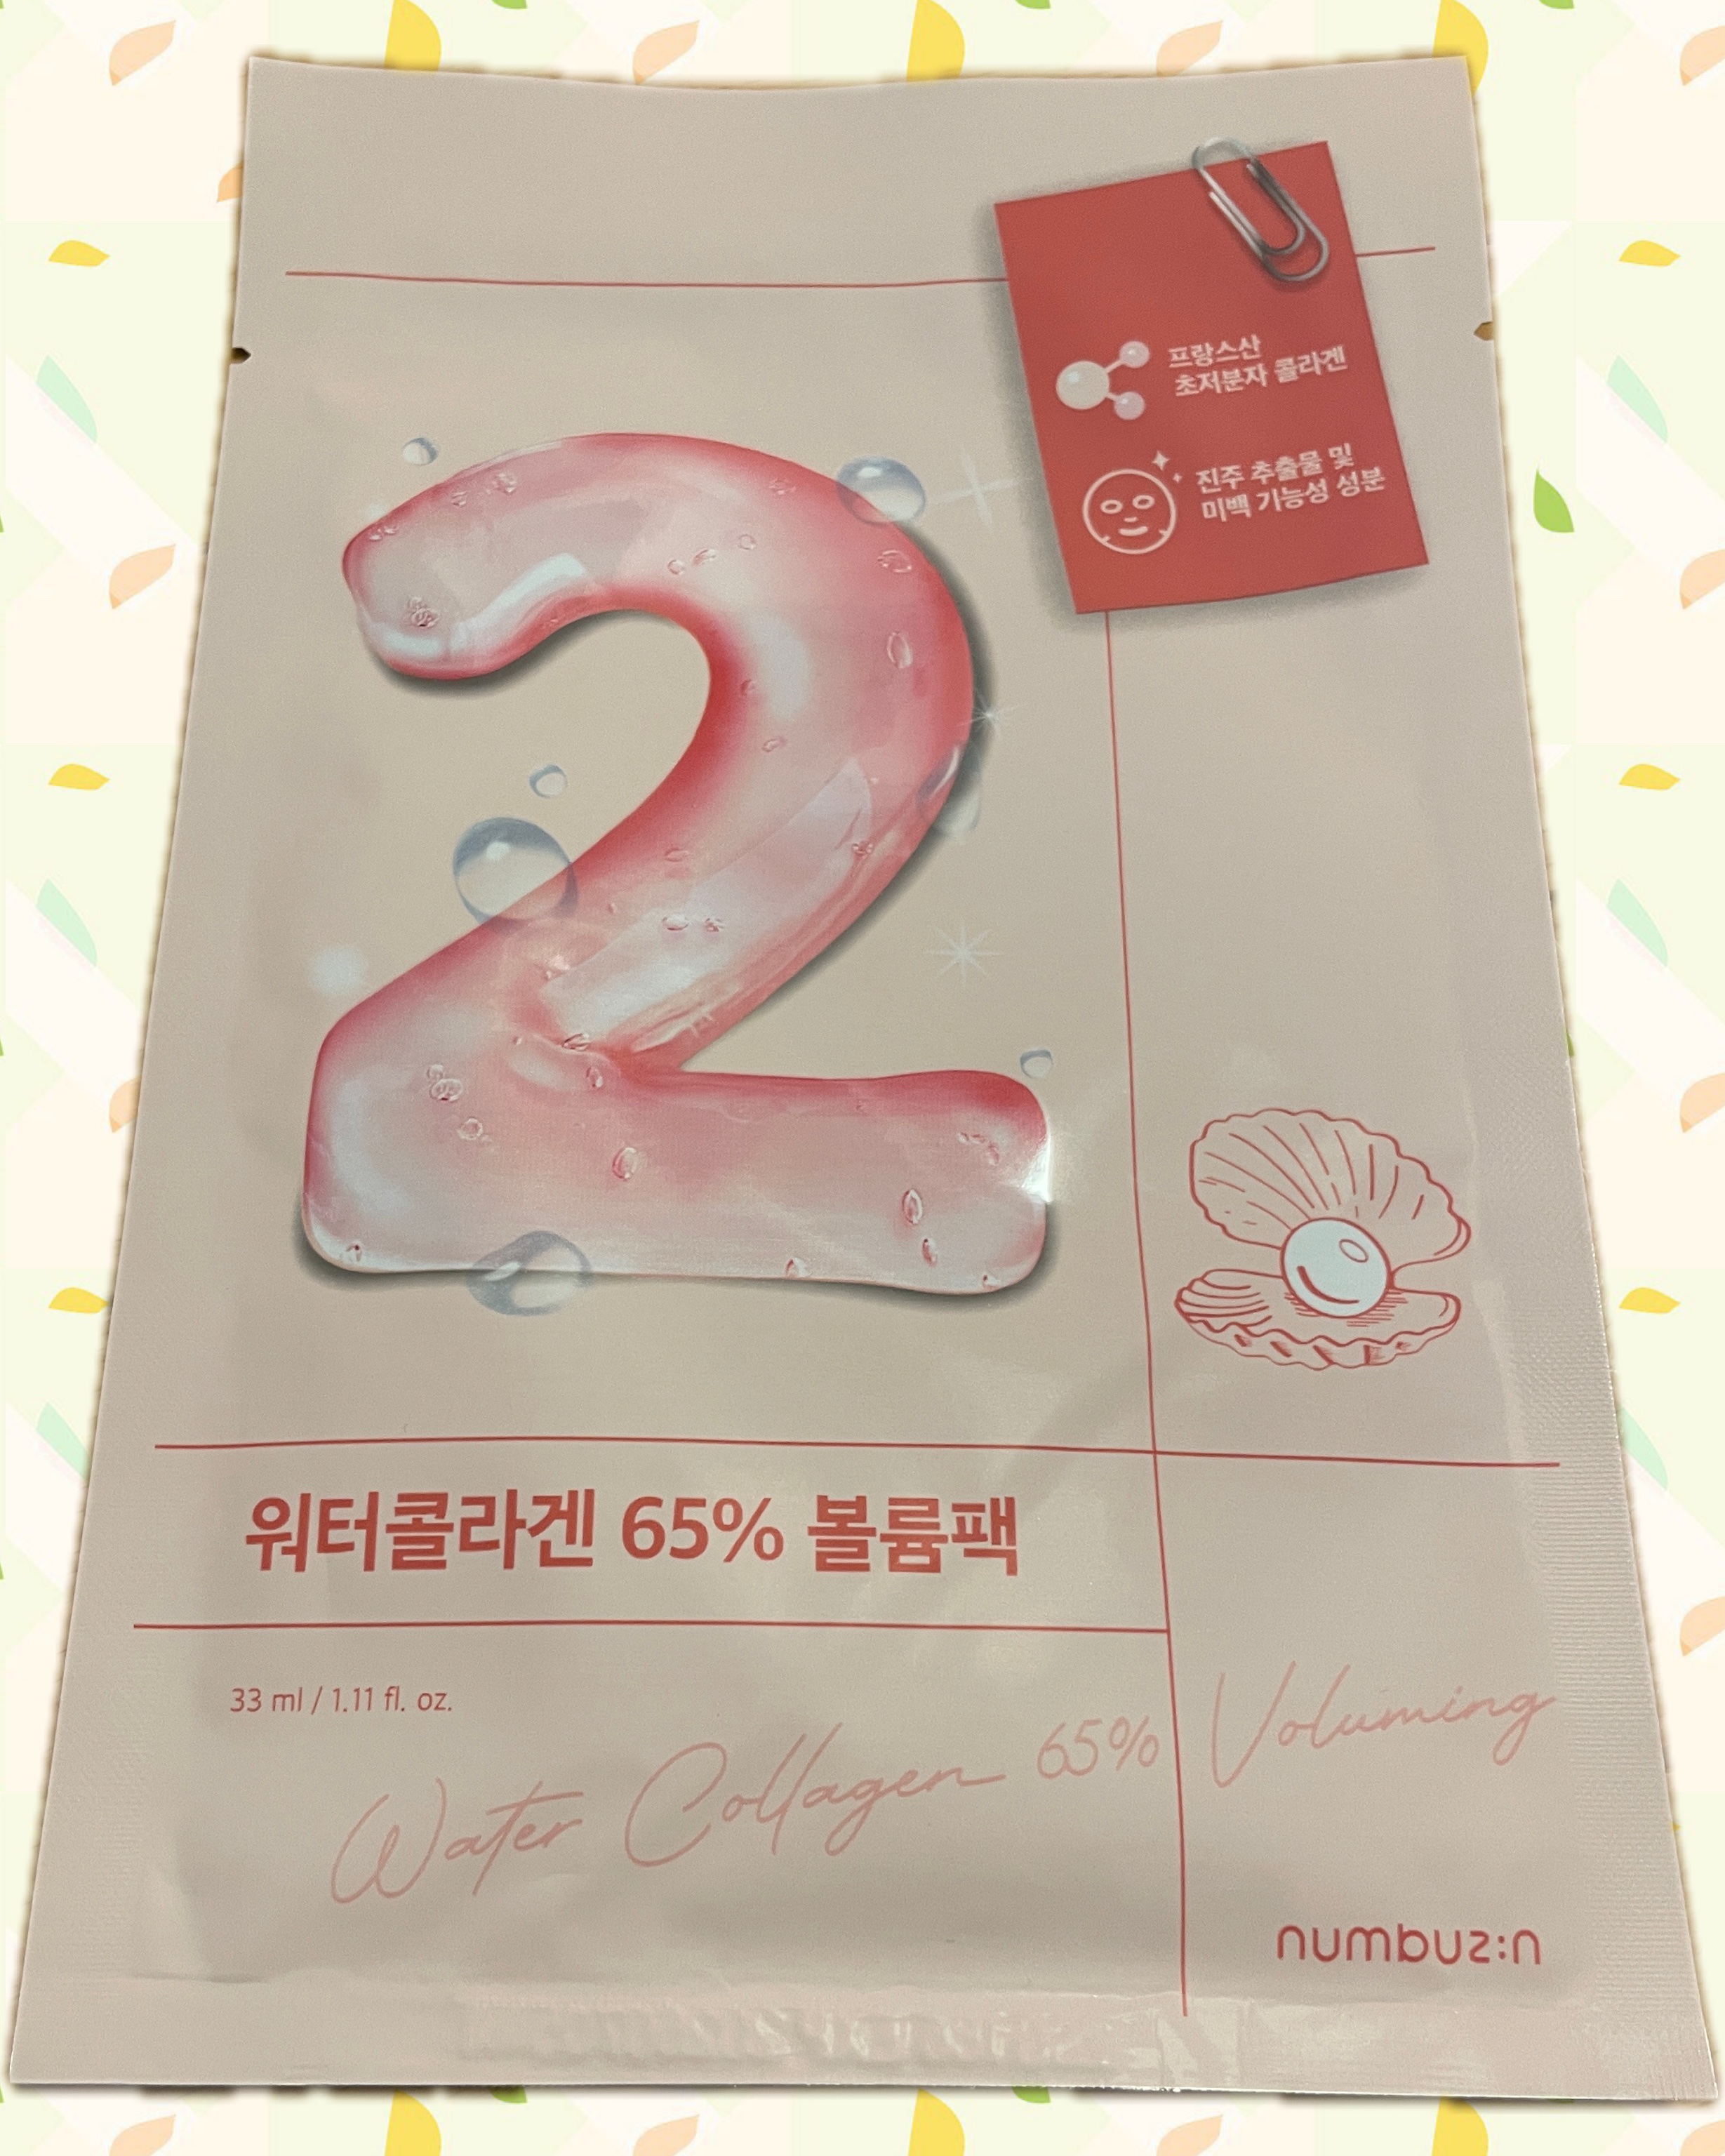 프랑스산
초저분자 콜라겐
진주 추출물 및
미백 기능성 성분
2
워터콜라겐 65% 볼륨팩
33 ml / 1.11 fl. oz.
Water Collagen 65% Voluming
numbuz:n